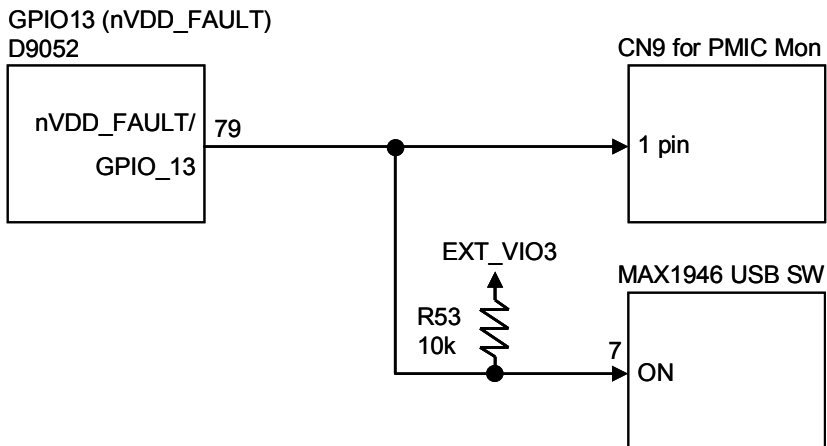 GPIO13 (nVDD_FAULT)
D9052
CN9 for PMIC Mon
nVDD_FAULT/
79
GPIO_13
1 pin
EXT_VIO3
MAX1946 USB SW
R53
10k
7
ON